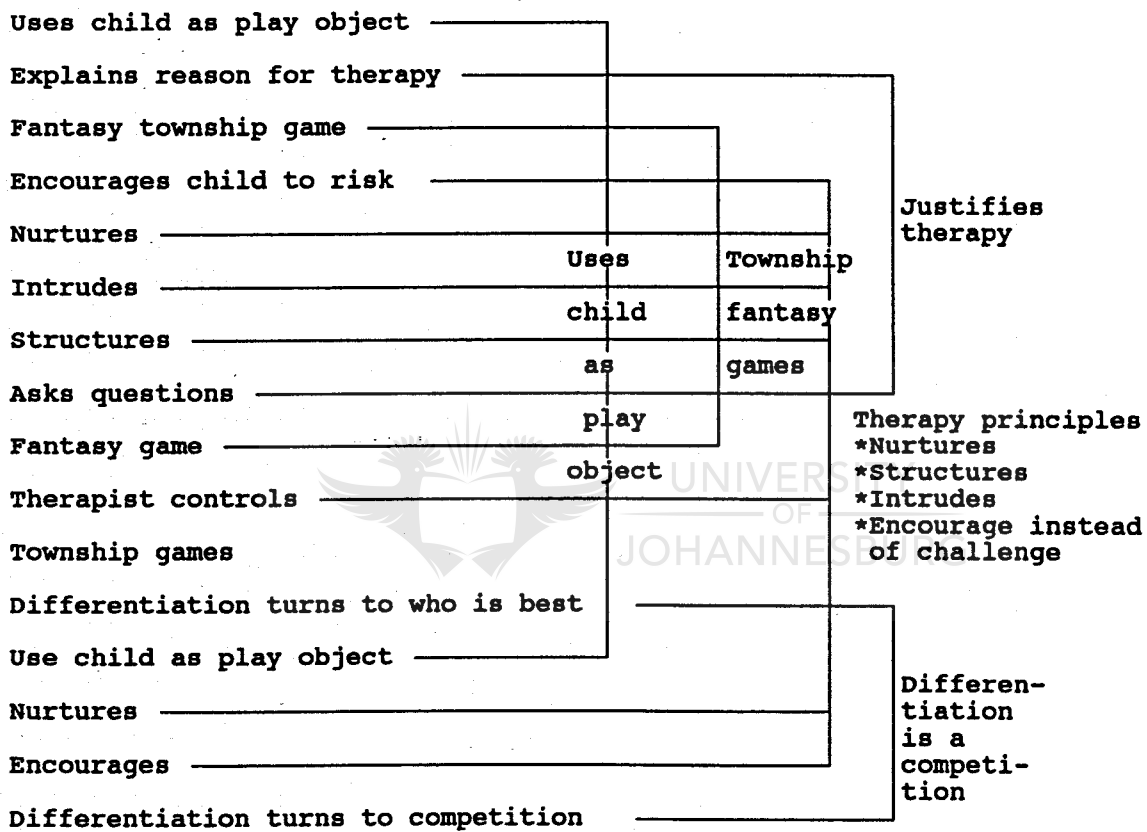 Uses child as play object
Explains reason for therapy
Fantasy township game
Encourages child to risk
Nurtures
Intrudes
Structures
Asks questions
Fantasy game
Therapist controls
Township games
Differentiation turns to who is best
Use child as play object
Nurtures
Encourages
Differentiation turns to competition
Uses
child
as
play
object
Township
fantasy
games
Justifies
therapy
Therapy principles
*Nurtures
*Structures
*Intrudes
*Encourage instead
of challenge
Differen-
tiation
is a
competi-
tion
UNIVERSITY
OF
JOHANNESBURG